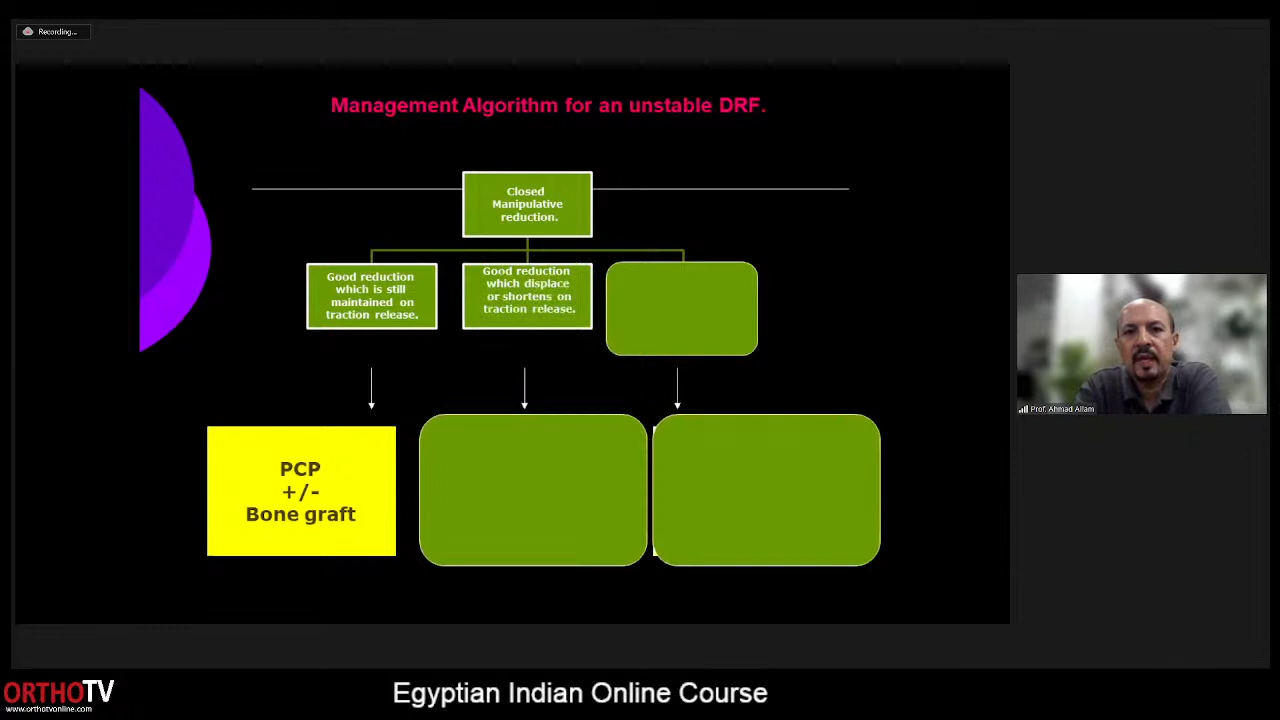 Recording...
Management Algorithm for an unstable DRF.
Closed
Manipulative
reduction.
Good reduction
which is still
maintained on
traction release.
Good reduction
which displace
or shortens on
traction release.
PCP
+/-
Bone graft
Prof. Ahmad Allam
ORTHOTV
www.orthotvonline.com
Egyptian Indian Online Course